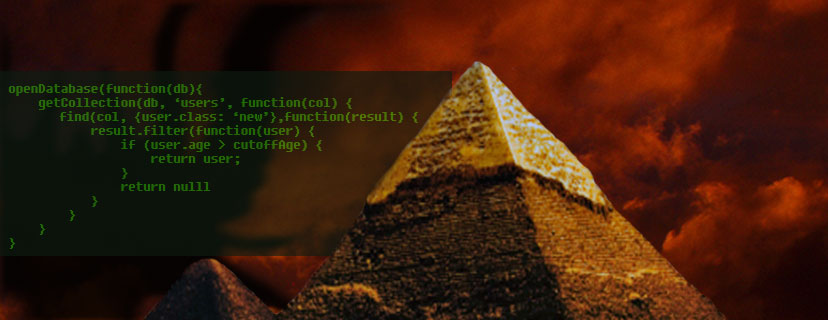 openDatabase(function(db){
getCollection(db, ‘users’, function(col) {
find(col, {user.class: ‘new’},function(result) {
result.filter(function(user) {
if (user.age > cutoffAge) {
return user;
}
return nulll
}
}
}
}